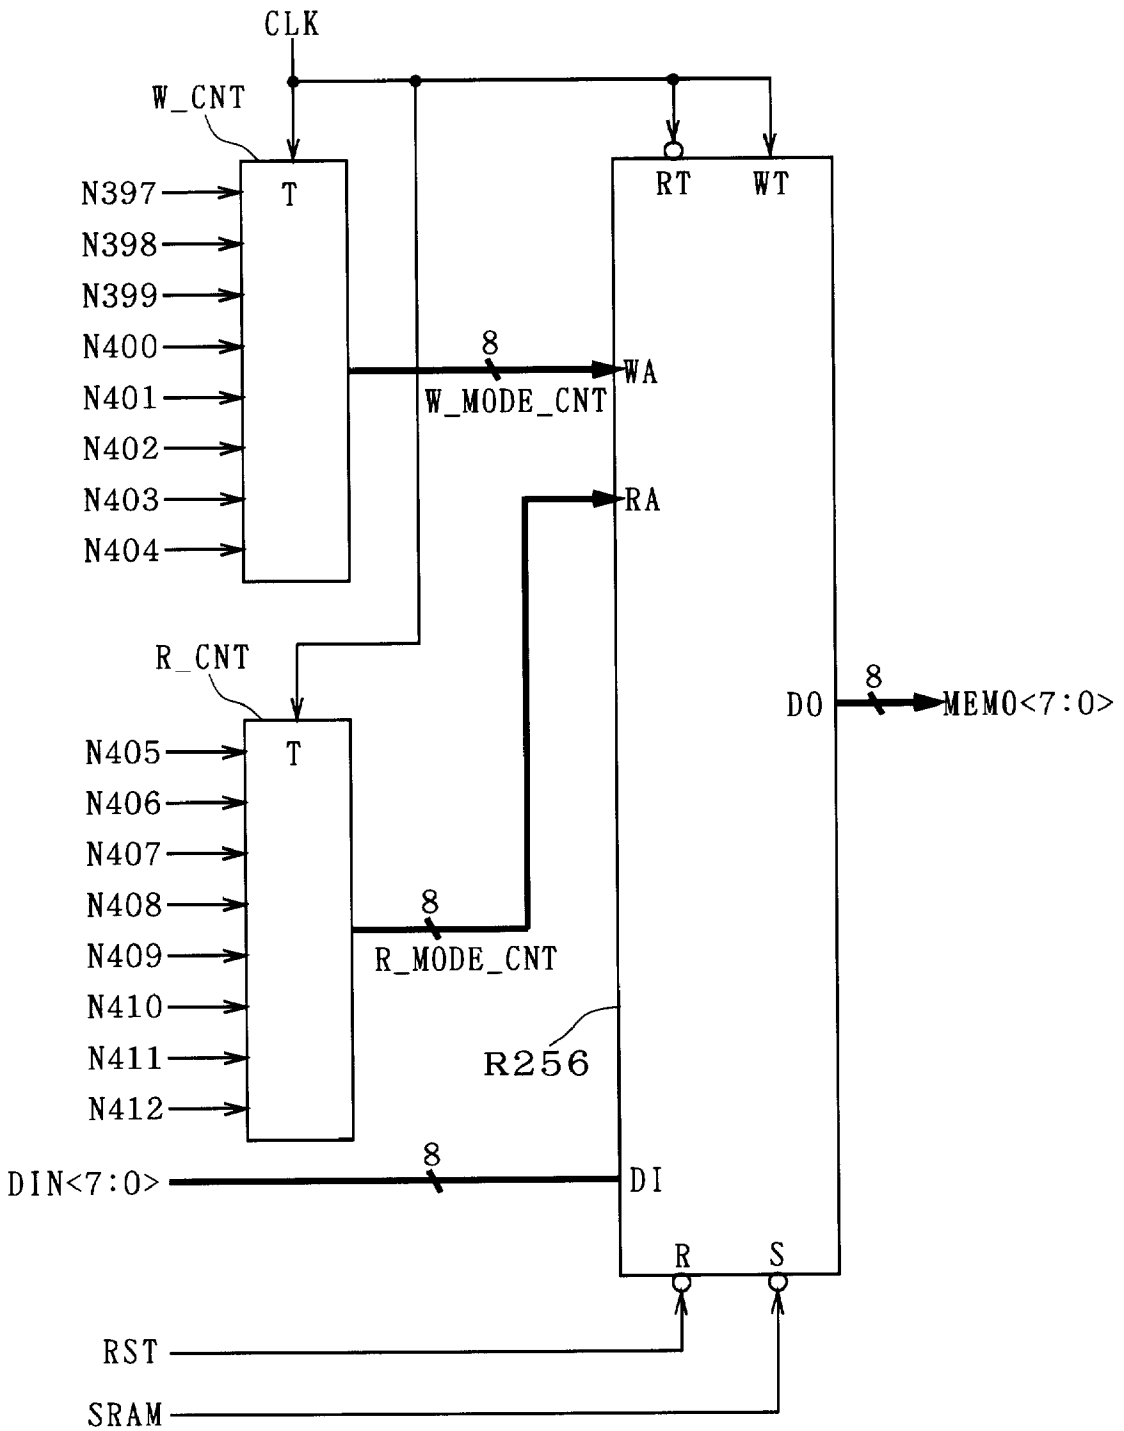 CLK
W_CNT
T
RT
WT
N397
N398
N399
N400
N401
N402
N403
N404
8
WA
W_MODE_CNT
RA
R_CNT
T
N405
N406
N407
N408
N409
N410
N411
N412
8
R_MODE_CNT
8
DO
MEMO<7:0>
R256
8
DIN<7:0>
DI
R
S
RST
SRAM